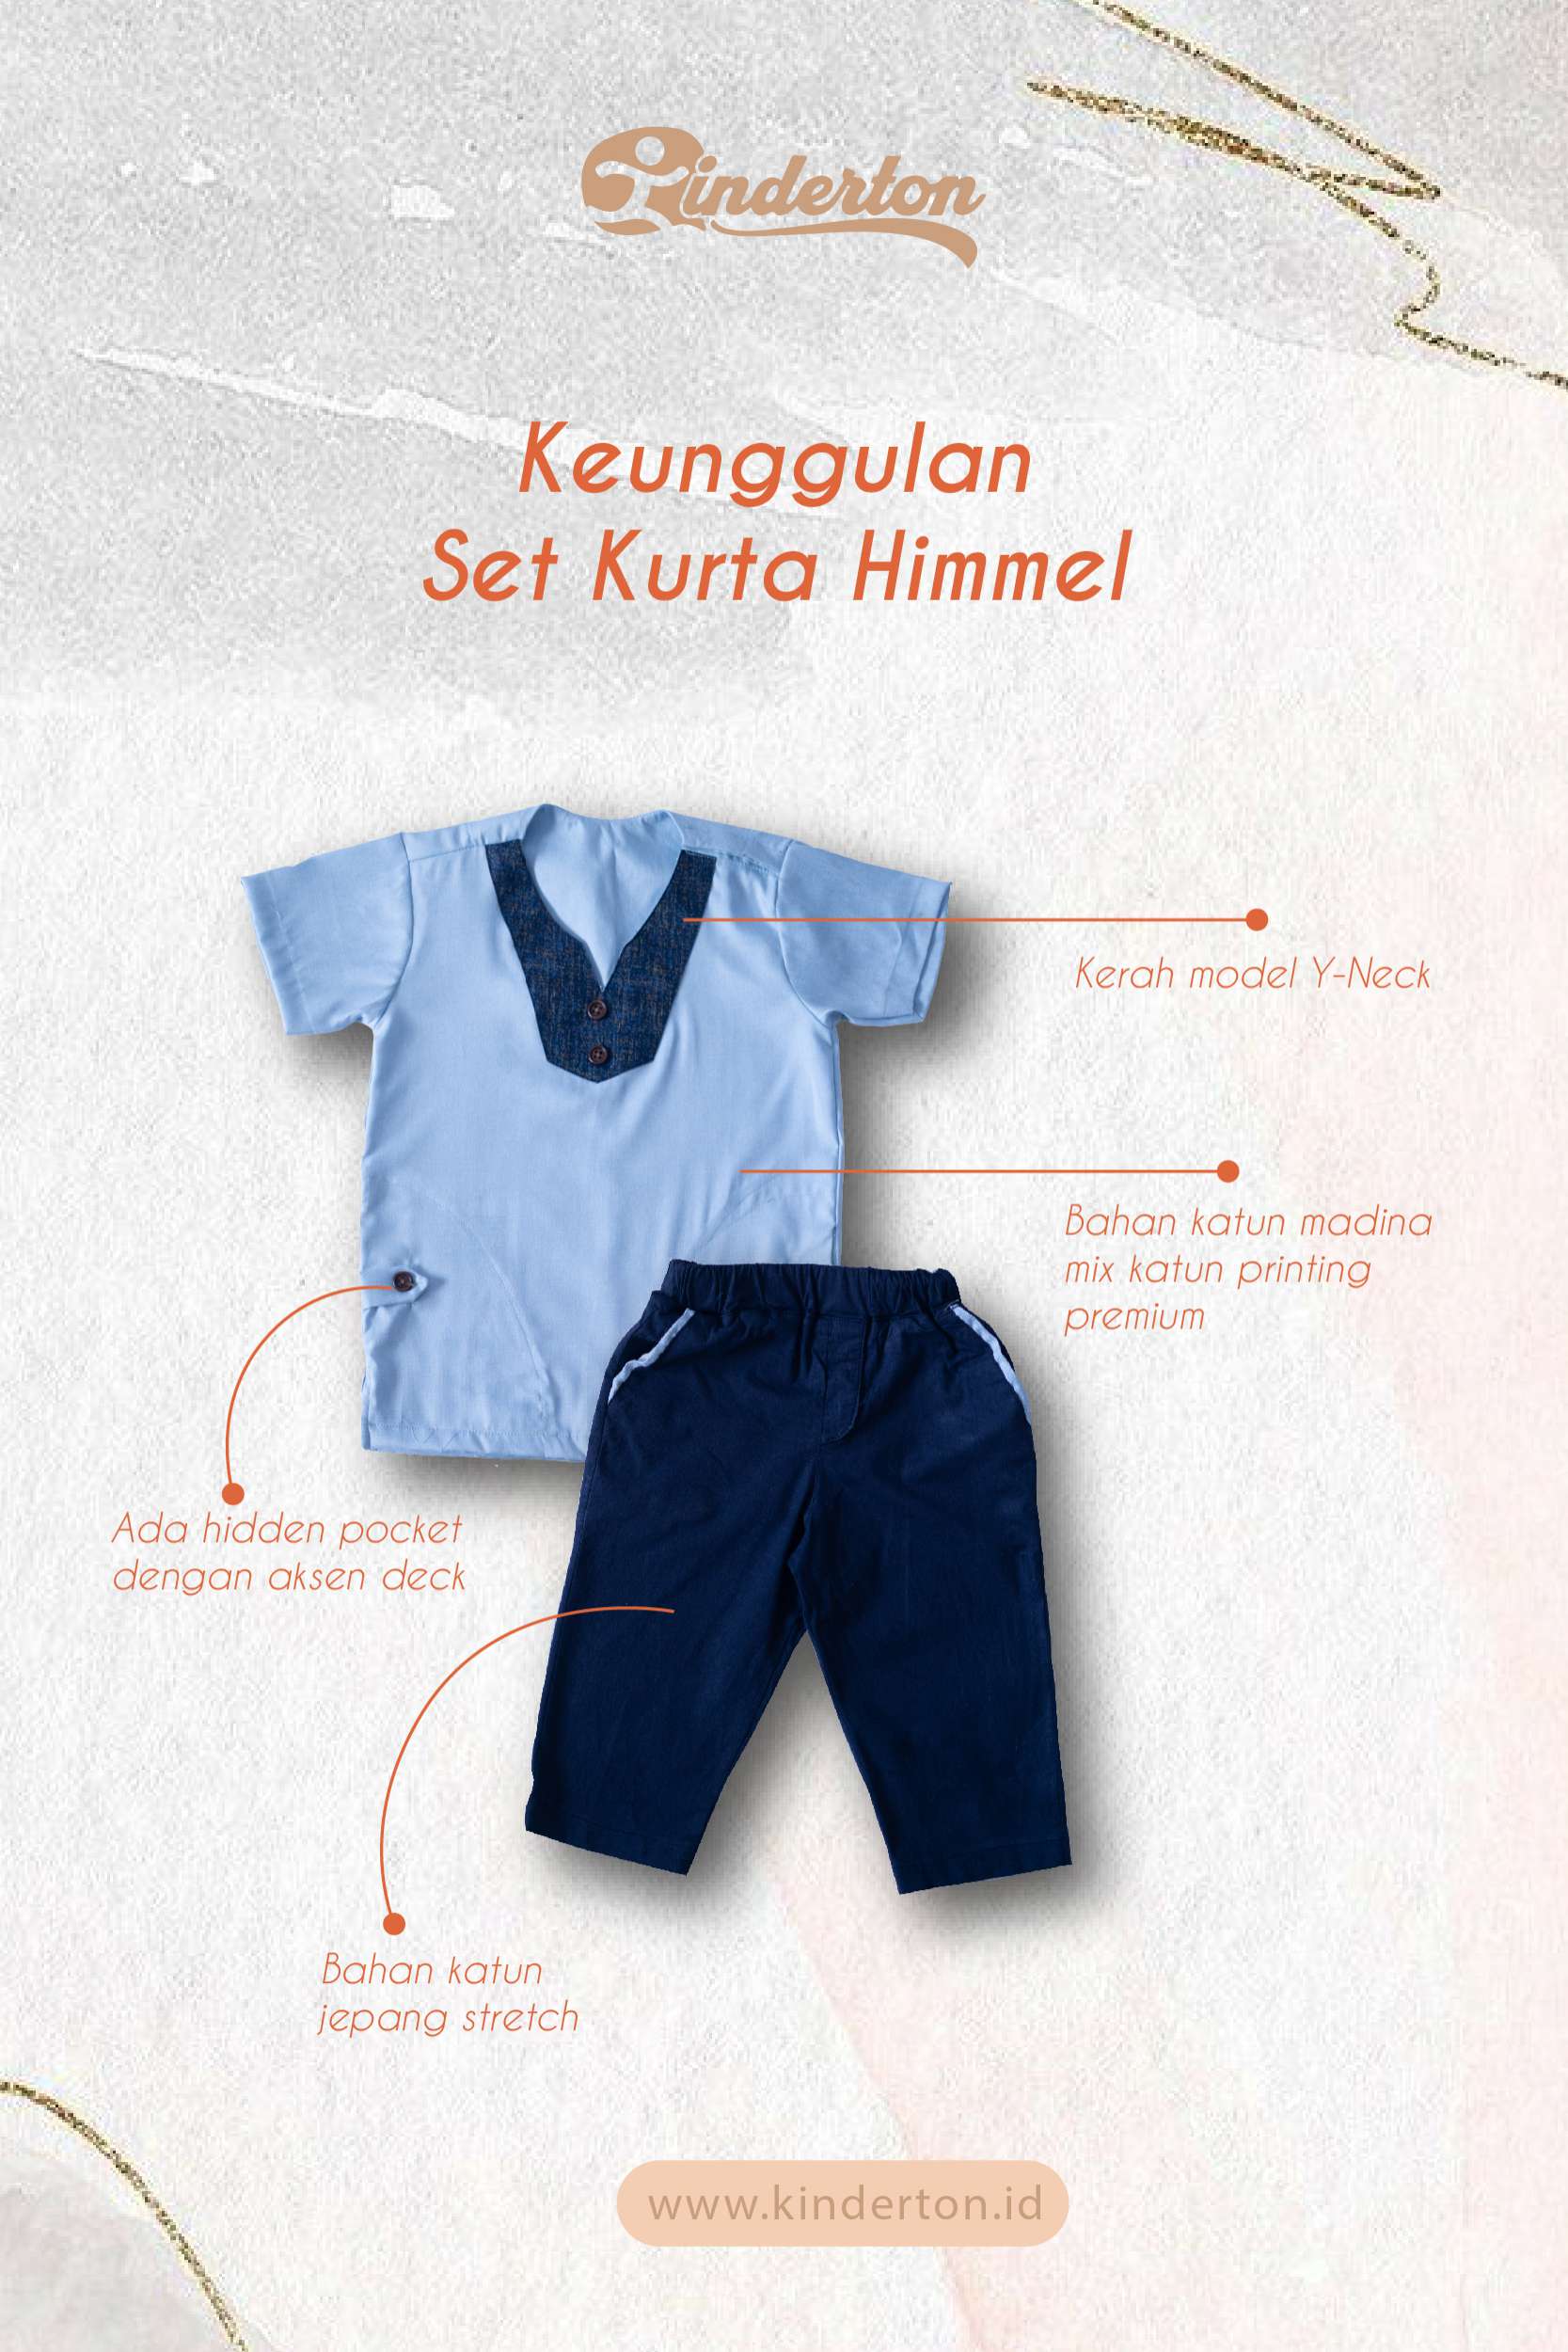 Kinderton
Keunggulan
Set Kurta Himmel
Kerah model Y-Neck
Bahan katun madina
mix katun printing
premium
Ada hidden pocket
dengan aksen deck
Bahan katun
jepang stretch
www.kinderton.id